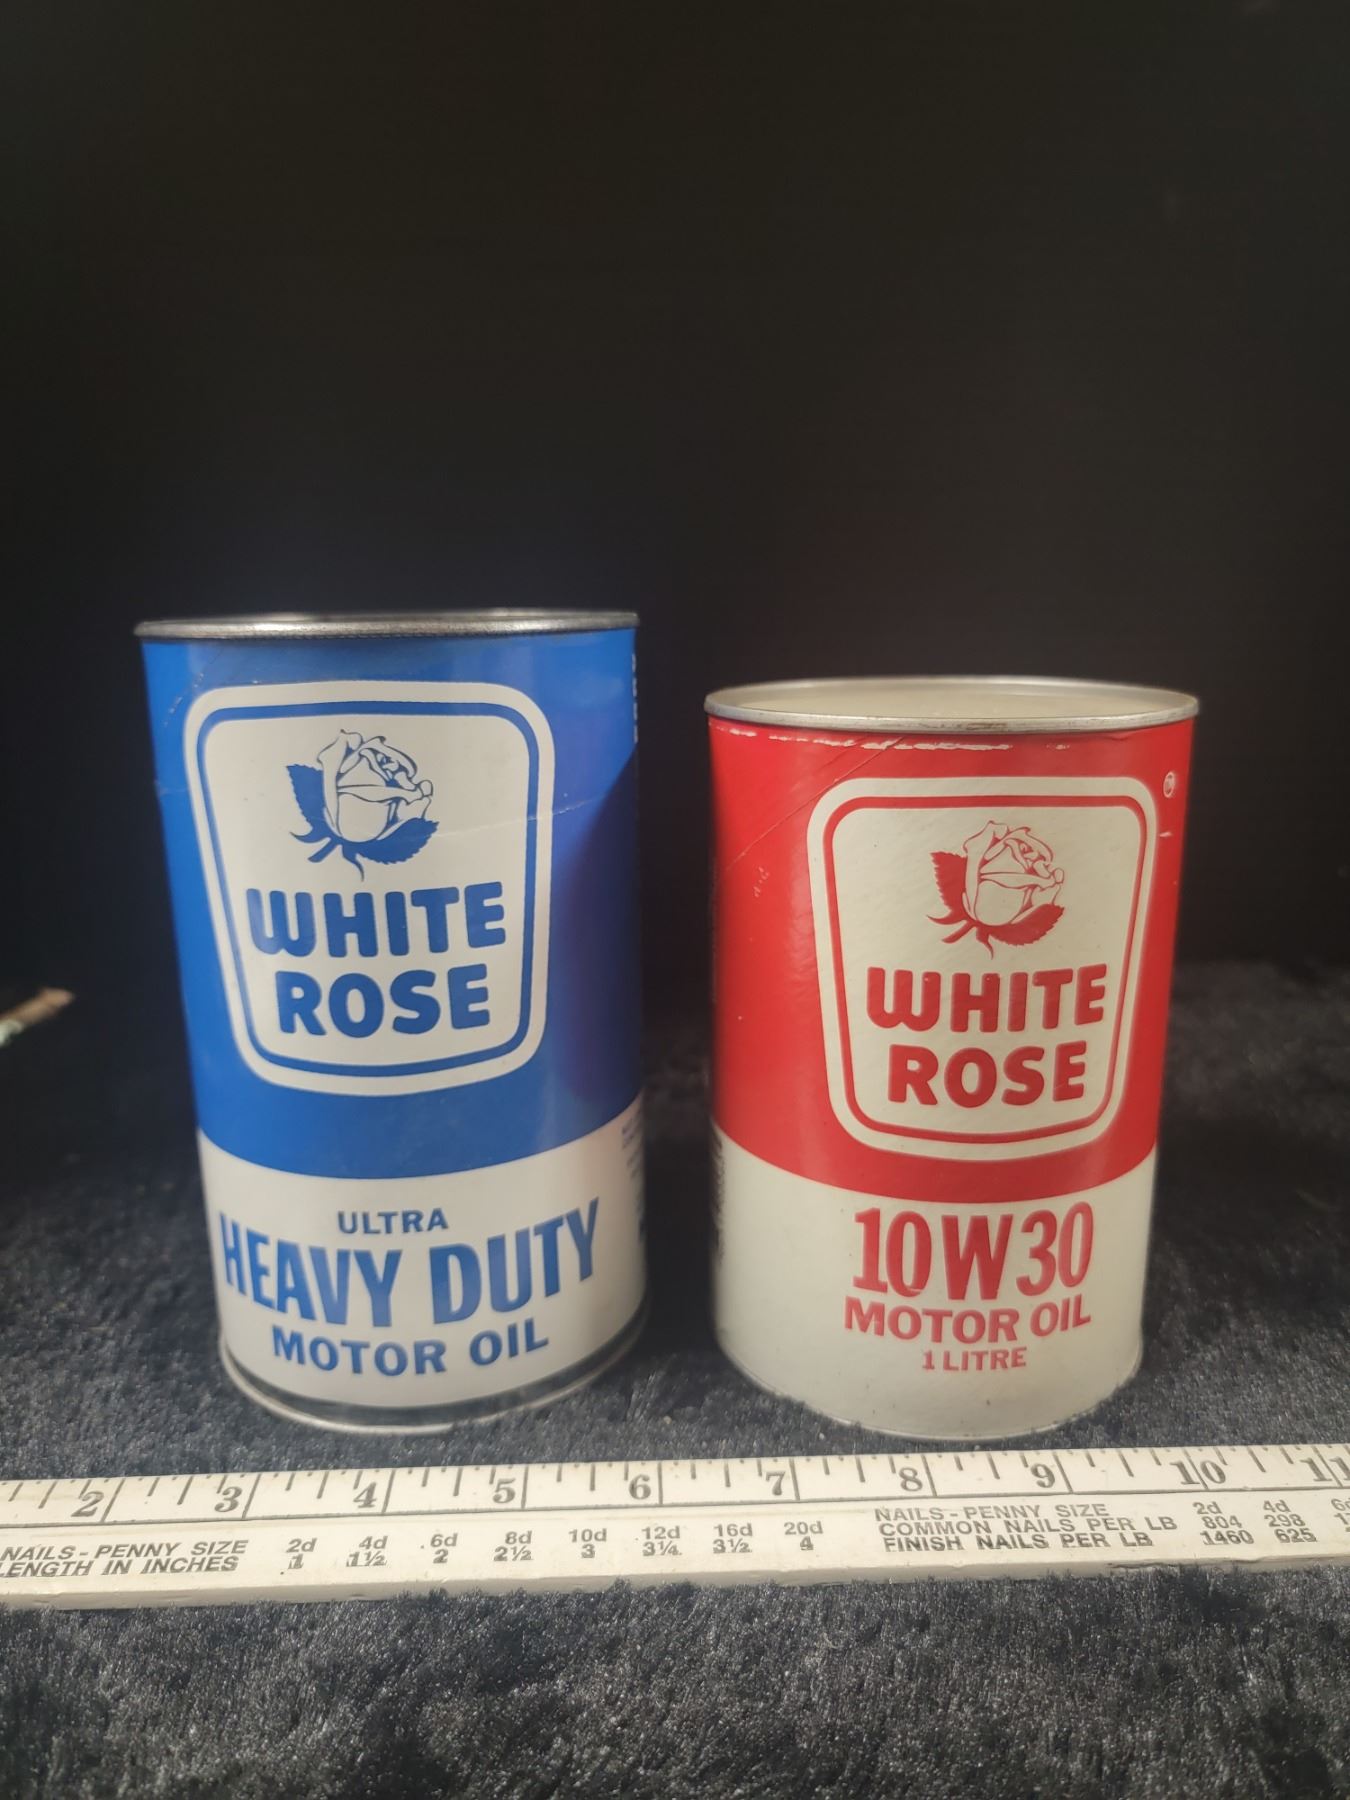 WHITE
ROSE
ULTRA
HEAVY DUTY
MOTOR OIL
WHITE
ROSE
10W30
MOTOR OIL
1 LITRE
2 3 4 5 6 7 8 9 10 11
NAILS-PENNY SIZE 2d 4d 6d 8d 10d 12d 16d 20d
LENGTH IN INCHES 1 1½ 2 2½ 3 3¼ 3½ 4
NAILS-PENNY SIZE 2d 4d
COMMON NAILS PER LB 804 298
FINISH NAILS PER LB 1460 625